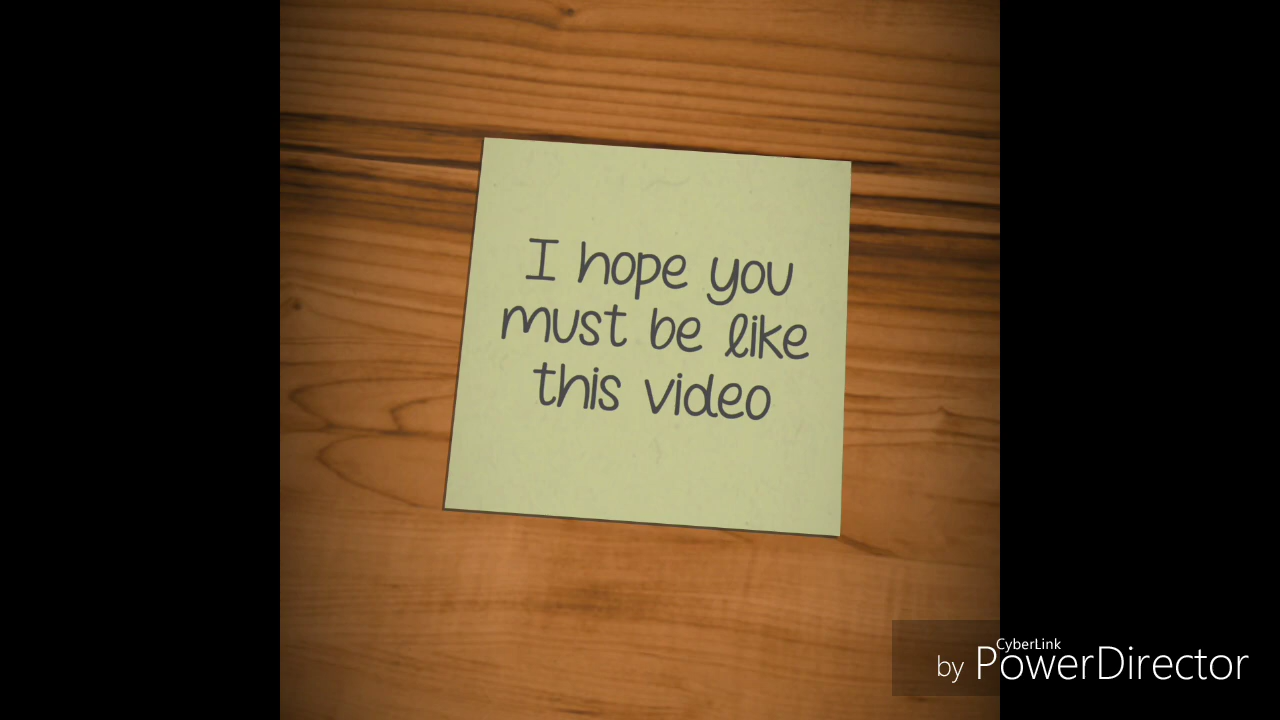 I hope you
must be like
this video
CyberLink
by PowerDirector